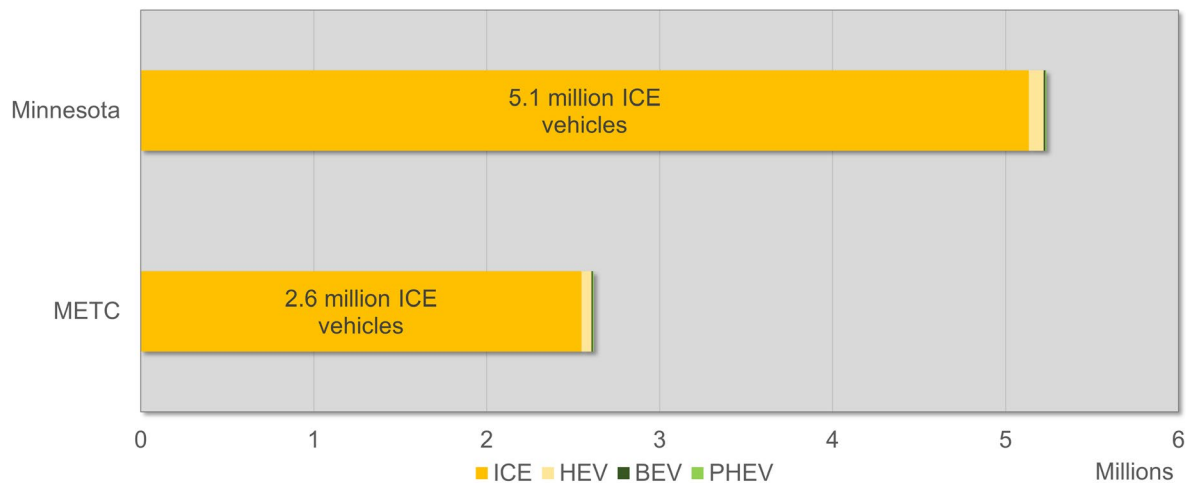 Minnesota
5.1 million ICE
vehicles
METC
2.6 million ICE
vehicles
0 1 2 3 4 5 6
ICE HEV BEV PHEV Millions